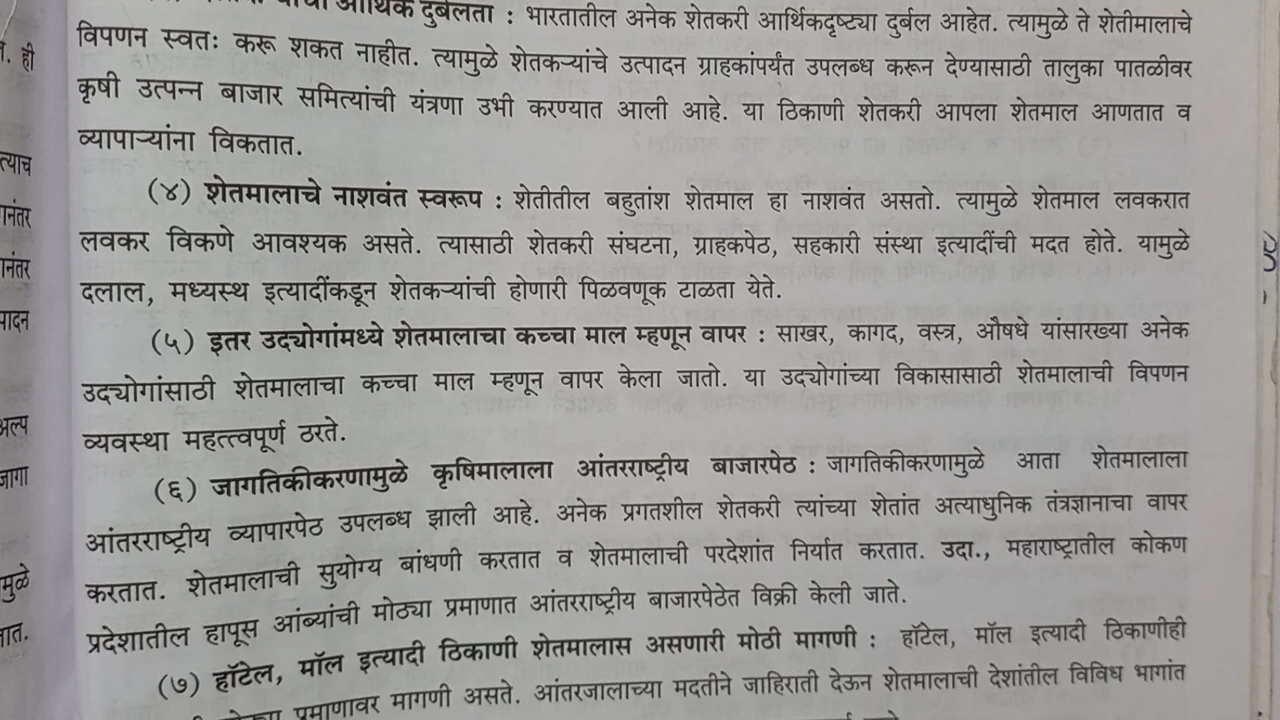 आर्थिक दुर्बलता : भारतातील अनेक शेतकरी आर्थिकदृष्ट्या दुर्बल आहेत. त्यामुळे ते शेतीमालाचे
विपणन स्वतः करू शकत नाहीत. त्यामुळे शेतकऱ्यांचे उत्पादन ग्राहकांपर्यंत उपलब्ध करून देण्यासाठी तालुका पातळीवर
कृषी उत्पन्न बाजार समित्यांची यंत्रणा उभी करण्यात आली आहे. या ठिकाणी शेतकरी आपला शेतमाल आणतात व
व्यापाऱ्यांना विकतात.
(४) शेतमालाचे नाशवंत स्वरूप : शेतीतील बहुतांश शेतमाल हा नाशवंत असतो. त्यामुळे शेतमाल लवकरात
लवकर विकणे आवश्यक असते. त्यासाठी शेतकरी संघटना, ग्राहकपेठ, सहकारी संस्था इत्यादींची मदत होते. यामुळे
दलाल, मध्यस्थ इत्यादींकडून शेतकऱ्यांची होणारी पिळवणूक टाळता येते.
(५) इतर उद्योगांमध्ये शेतमालाचा कच्चा माल म्हणून वापर : साखर, कागद, वस्त्र, औषधे यांसारख्या अनेक
उद्योगांसाठी शेतमालाचा कच्चा माल म्हणून वापर केला जातो. या उद्योगांच्या विकासासाठी शेतमालाची विपणन
व्यवस्था महत्त्वपूर्ण ठरते.
(६) जागतिकीकरणामुळे कृषिमालाला आंतरराष्ट्रीय बाजारपेठ : जागतिकीकरणामुळे आता शेतमालाला
आंतरराष्ट्रीय व्यापारपेठ उपलब्ध झाली आहे. अनेक प्रगतशील शेतकरी त्यांच्या शेतांत अत्याधुनिक तंत्रज्ञानाचा वापर
करतात. शेतमालाची सुयोग्य बांधणी करतात व शेतमालाची परदेशांत निर्यात करतात. उदा., महाराष्ट्रातील कोकण
प्रदेशातील हापूस आंब्यांची मोठ्या प्रमाणात आंतरराष्ट्रीय बाजारपेठेत विक्री केली जाते.
(७) हॉटेल, मॉल इत्यादी ठिकाणी शेतमालास असणारी मोठी मागणी : हॉटेल, मॉल इत्यादी ठिकाणीही
प्रमाणावर मागणी असते. आंतरजालाच्या मदतीने जाहिराती देऊन शेतमालाची देशांतील विविध भागांत